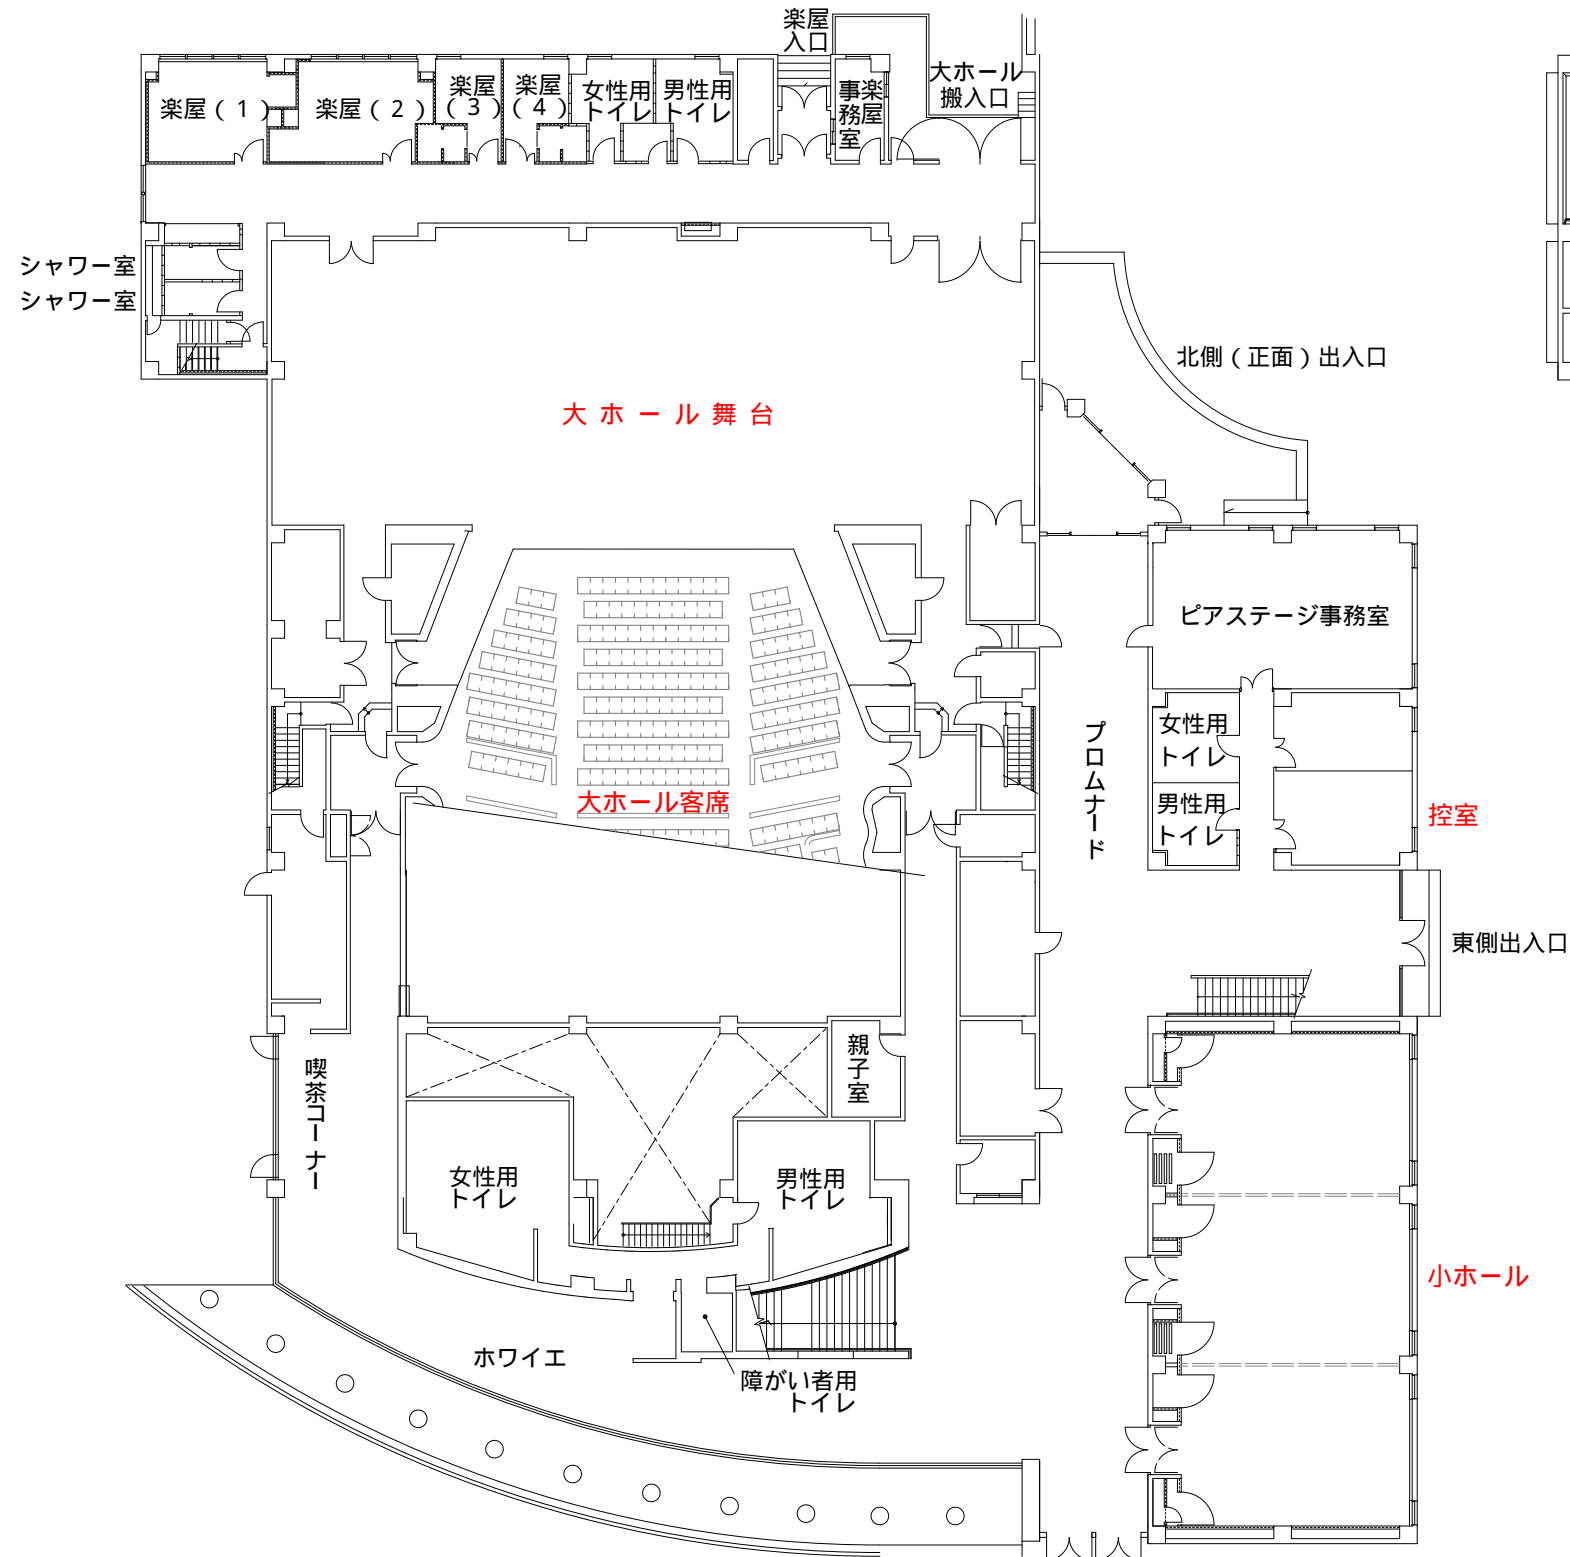 楽屋
入口
大ホール
搬入口
楽屋(1)
楽屋(2)
楽屋
(3)
楽屋
(4)
女性用
トイレ
男性用
トイレ
楽屋
事務室
シャワー室
シャワー室
北側(正面)出入口
大ホール舞台
ピアステージ事務室
プロムナード
女性用
トイレ
男性用
トイレ
大ホール客席
控室
東側出入口
親子室
喫茶コーナー
女性用
トイレ
男性用
トイレ
小ホール
ホワイエ
障がい者用
トイレ